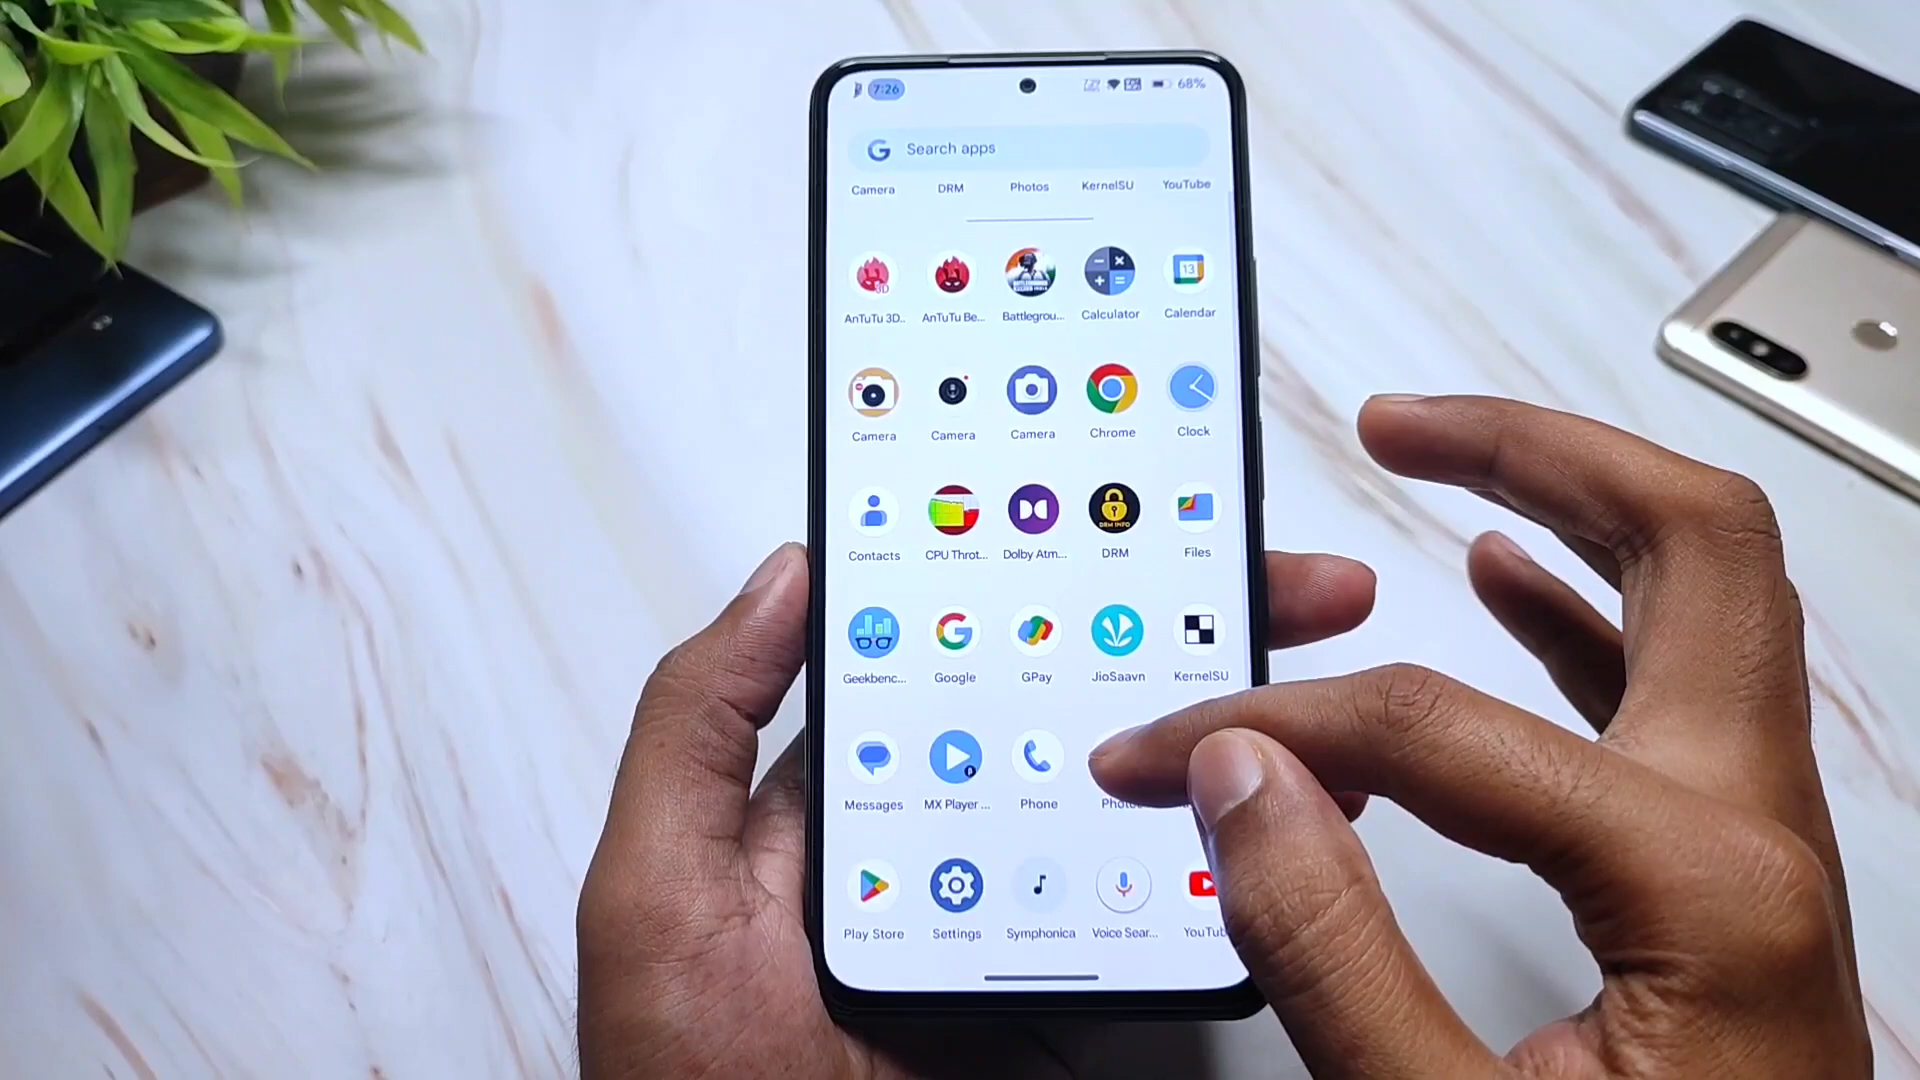 7:26 68%
Search apps
Camera DRM Photos KernelSU YouTube
AnTuTu 3D.. AnTuTu Be... Battlegrou... Calculator Calendar
Camera Camera Camera Chrome Clock
Contacts CPU Throt... Dolby Atm... DRM Files
Geekbenc... Google GPay JioSaavn KernelSU
Messages MX Player ... Phone
Play Store Settings Symphonica Voice Sear...